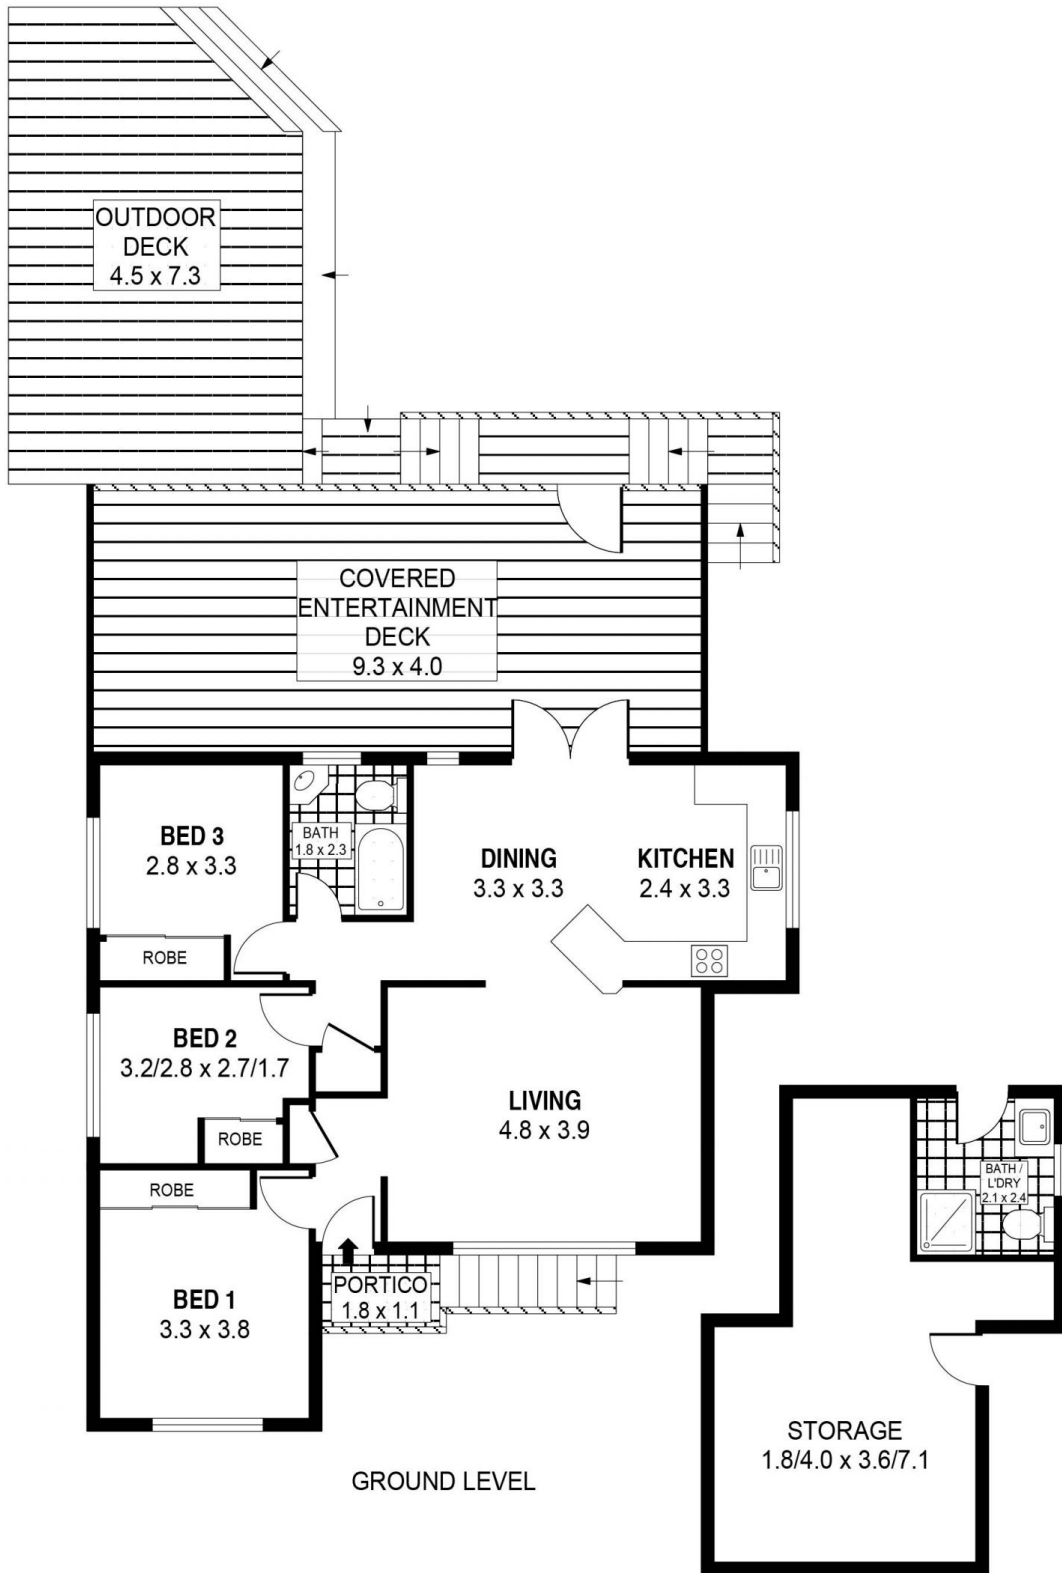 OUTDOOR
DECK
4.5 x 7.3
COVERED
ENTERTAINMENT
DECK
9.3 x 4.0
BED 3
2.8 x 3.3
BATH
1.8 x 2.3
DINING
3.3 x 3.3
KITCHEN
2.4 x 3.3
ROBE
BED 2
3.2/2.8 x 2.7/1.7
ROBE
LIVING
4.8 x 3.9
ROBE
BED 1
3.3 x 3.8
PORTICO
1.8 x 1.1
BATH /
L'DRY
2.1 x 2.4
STORAGE
1.8/4.0 x 3.6/7.1
GROUND LEVEL